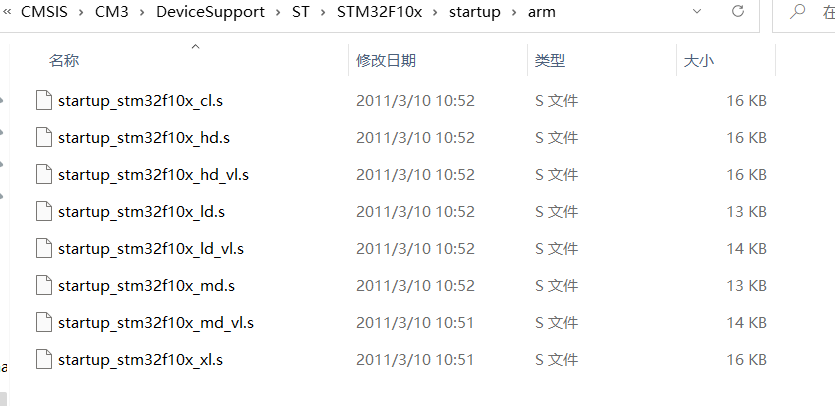 « CMSIS › CM3 › DeviceSupport › ST › STM32F10x › startup › arm 在
名称 修改日期 类型 大小
startup_stm32f10x_cl.s 2011/3/10 10:52 S 文件 16 KB
startup_stm32f10x_hd.s 2011/3/10 10:52 S 文件 16 KB
startup_stm32f10x_hd_vl.s 2011/3/10 10:52 S 文件 16 KB
startup_stm32f10x_ld.s 2011/3/10 10:52 S 文件 13 KB
startup_stm32f10x_ld_vl.s 2011/3/10 10:52 S 文件 14 KB
startup_stm32f10x_md.s 2011/3/10 10:52 S 文件 13 KB
startup_stm32f10x_md_vl.s 2011/3/10 10:51 S 文件 14 KB
startup_stm32f10x_xl.s 2011/3/10 10:51 S 文件 16 KB